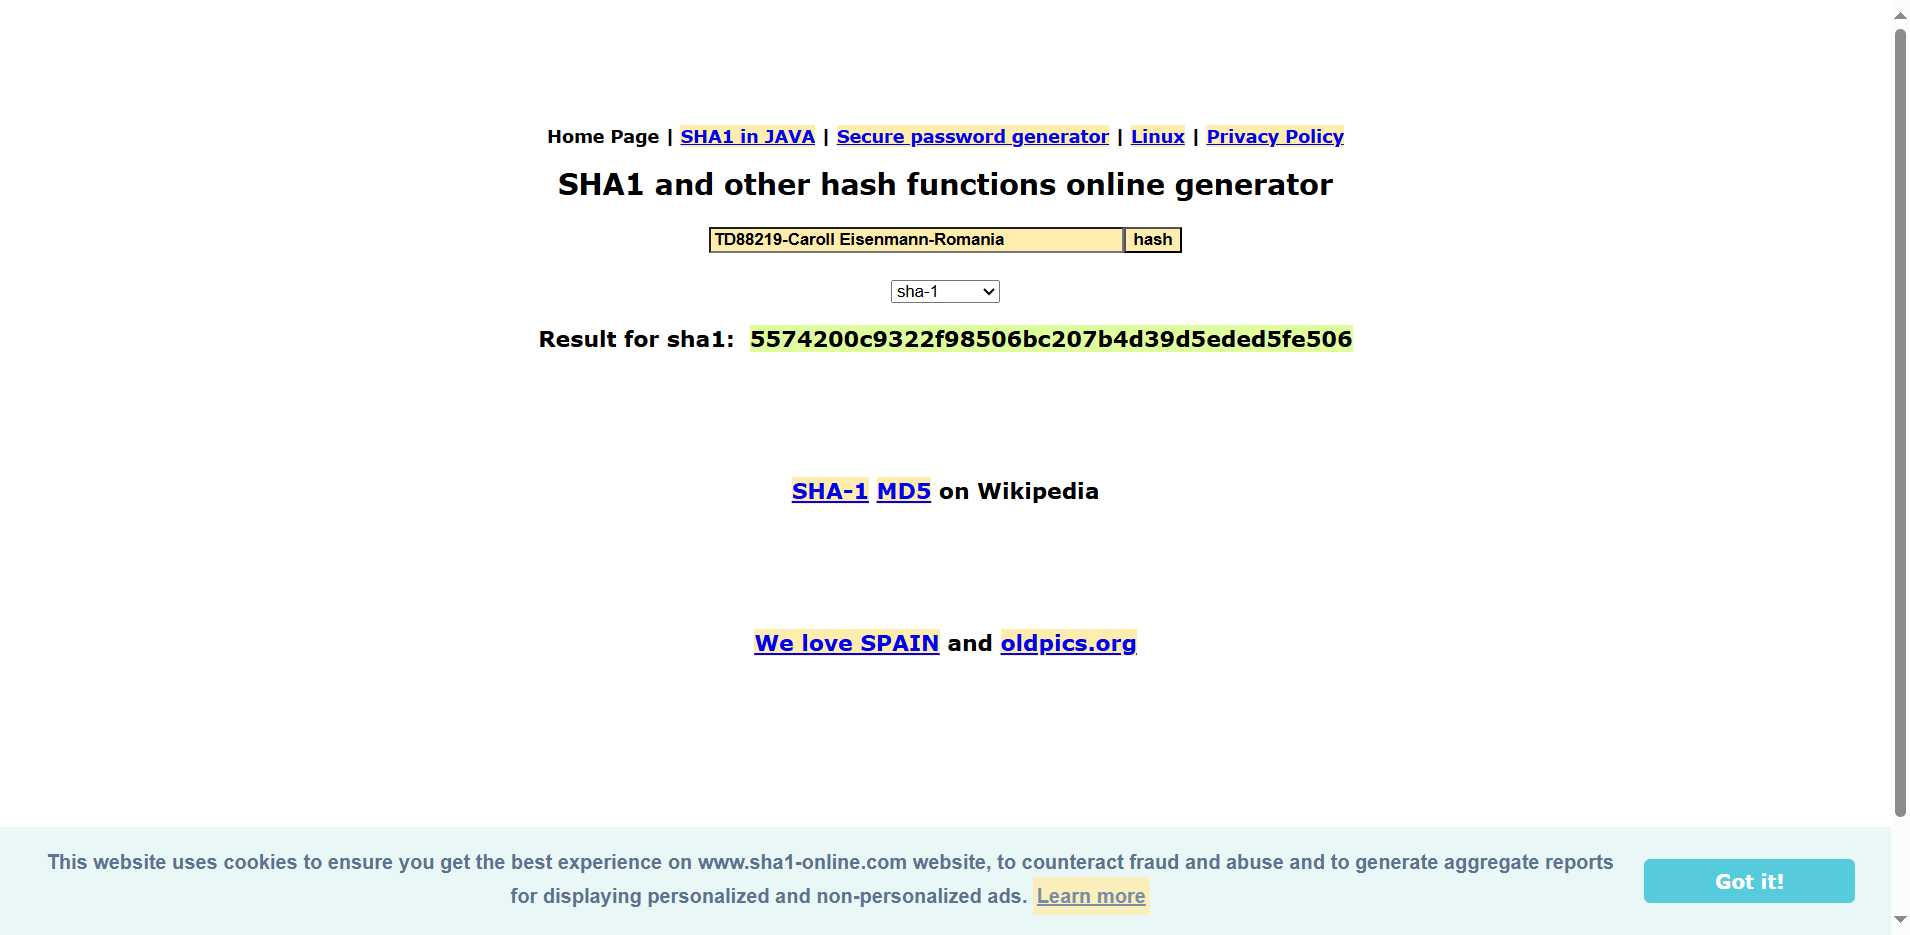 Home Page | SHA1 in JAVA | Secure password generator | Linux | Privacy Policy
SHA1 and other hash functions online generator
TD88219-Caroll Eisenmann-Romania hash
sha-1
Result for sha1: 5574200c9322f98506bc207b4d39d5eded5fe506
SHA-1 MD5 on Wikipedia
We love SPAIN and oldpics.org
This website uses cookies to ensure you get the best experience on www.sha1-online.com website, to counteract fraud and abuse and to generate aggregate reports
for displaying personalized and non-personalized ads. Learn more
Got it!